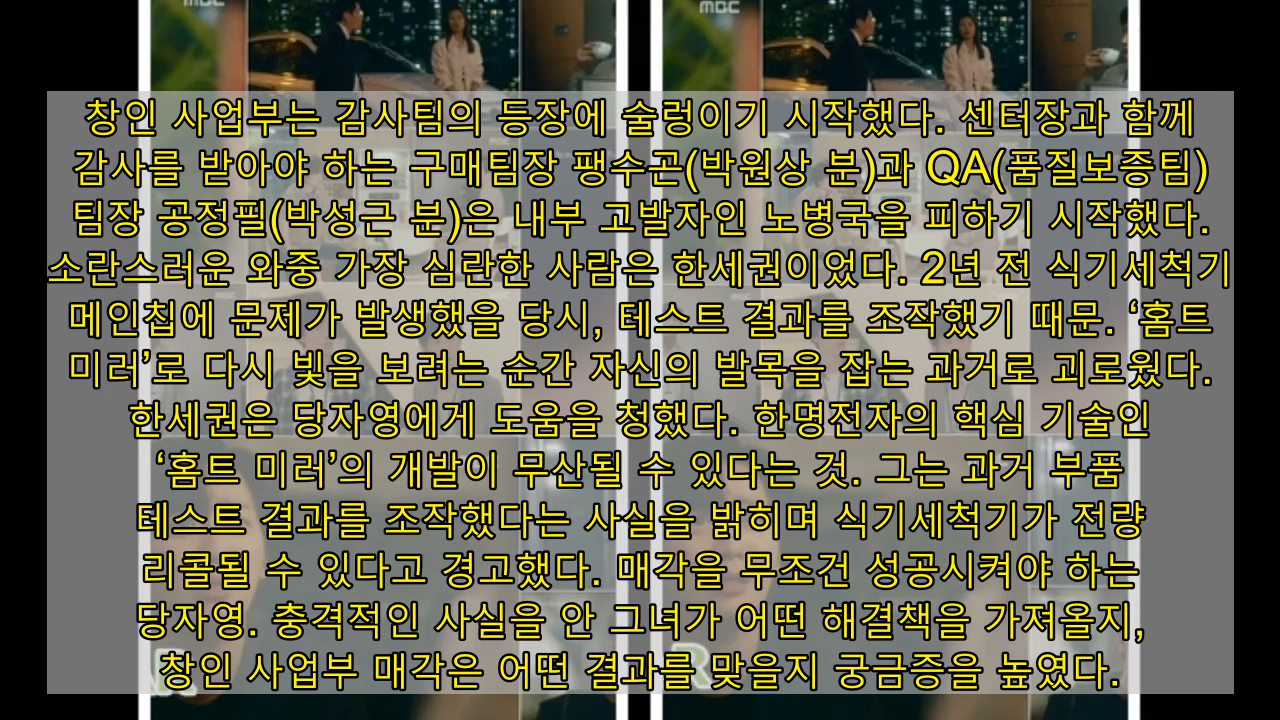 mbc
mbc
창인 사업부는 감사팀의 등장에 술렁이기 시작했다. 센터장과 함께
감사를 받아야 하는 구매팀장 팽수곤(박원상 분)과 QA(품질보증팀)
팀장 공정필(박성근 분)은 내부 고발자인 노병국을 피하기 시작했다.
소란스러운 와중 가장 심란한 사람은 한세권이었다. 2년 전 식기세척기
메인칩에 문제가 발생했을 당시, 테스트 결과를 조작했기 때문. ‘홈트
미러’로 다시 빛을 보려는 순간 자신의 발목을 잡는 과거로 괴로웠다.
한세권은 당자영에게 도움을 청했다. 한명전자의 핵심 기술인
‘홈트 미러’의 개발이 무산될 수 있다는 것. 그는 과거 부품
테스트 결과를 조작했다는 사실을 밝히며 식기세척기가 전량
리콜될 수 있다고 경고했다. 매각을 무조건 성공시켜야 하는
당자영. 충격적인 사실을 안 그녀가 어떤 해결책을 가져올지,
창인 사업부 매각은 어떤 결과를 맞을지 궁금증을 높였다.